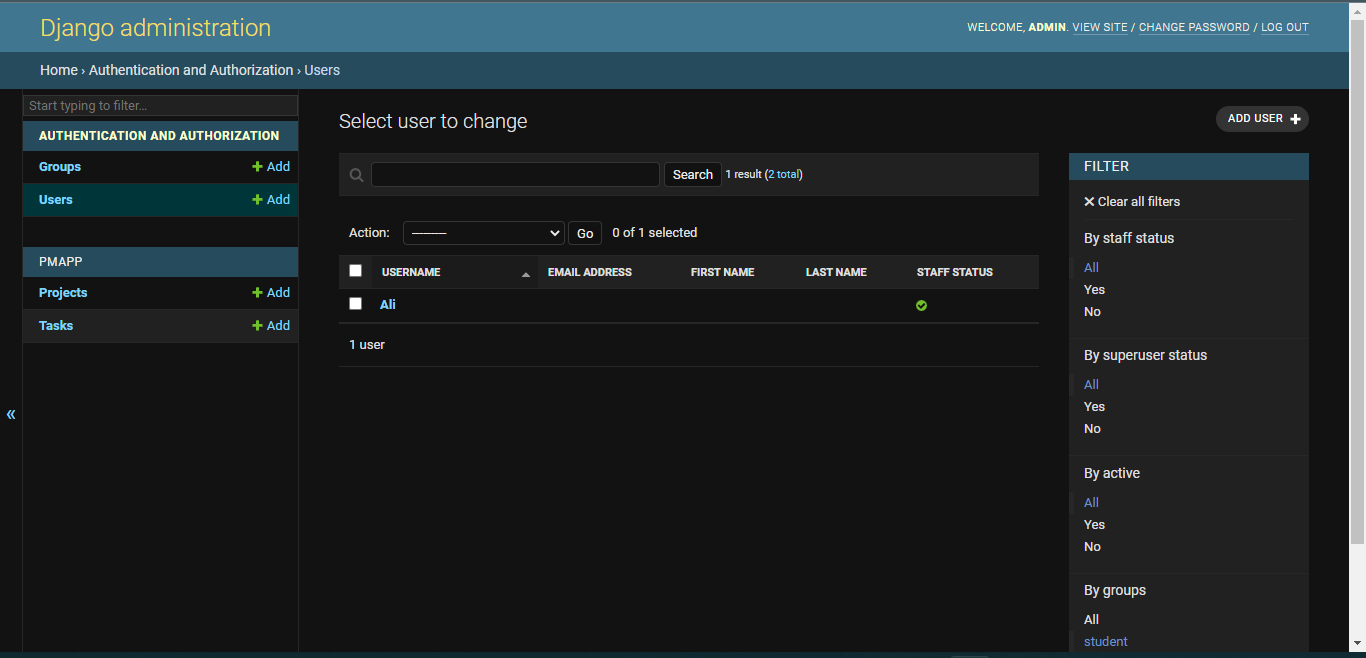 Django administration
WELCOME, ADMIN. VIEW SITE / CHANGE PASSWORD / LOG OUT
Home › Authentication and Authorization › Users
Start typing to filter...
AUTHENTICATION AND AUTHORIZATION
Groups + Add
Users + Add
PMAPP
Projects + Add
Tasks + Add
«
Select user to change
ADD USER +
Search 1 result (2 total)
Action: --------- Go 0 of 1 selected
USERNAME EMAIL ADDRESS FIRST NAME LAST NAME STAFF STATUS
Ali
1 user
FILTER
✕ Clear all filters
By staff status
All
Yes
No
By superuser status
All
Yes
No
By active
All
Yes
No
By groups
All
student